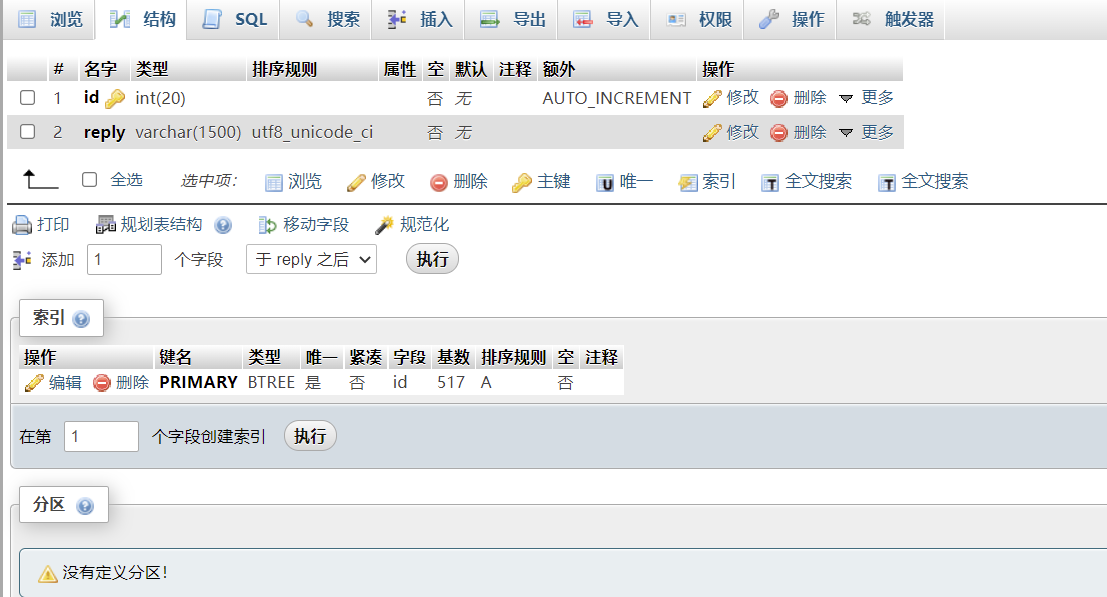 浏览 结构 SQL 搜索 插入 导出 导入 权限 操作 触发器
# 名字 类型 排序规则 属性 空 默认 注释 额外 操作
1 id int(20) 否 无 AUTO_INCREMENT 修改 删除 更多
2 reply varchar(1500) utf8_unicode_ci 否 无 修改 删除 更多
全选 选中项： 浏览 修改 删除 主键 唯一 索引 全文搜索 全文搜索
打印 规划表结构 移动字段 规范化
添加 1 个字段 于 reply 之后 执行
索引
操作 键名 类型 唯一 紧凑 字段 基数 排序规则 空 注释
编辑 删除 PRIMARY BTREE 是 否 id 517 A 否
在第 1 个字段创建索引 执行
分区
没有定义分区！